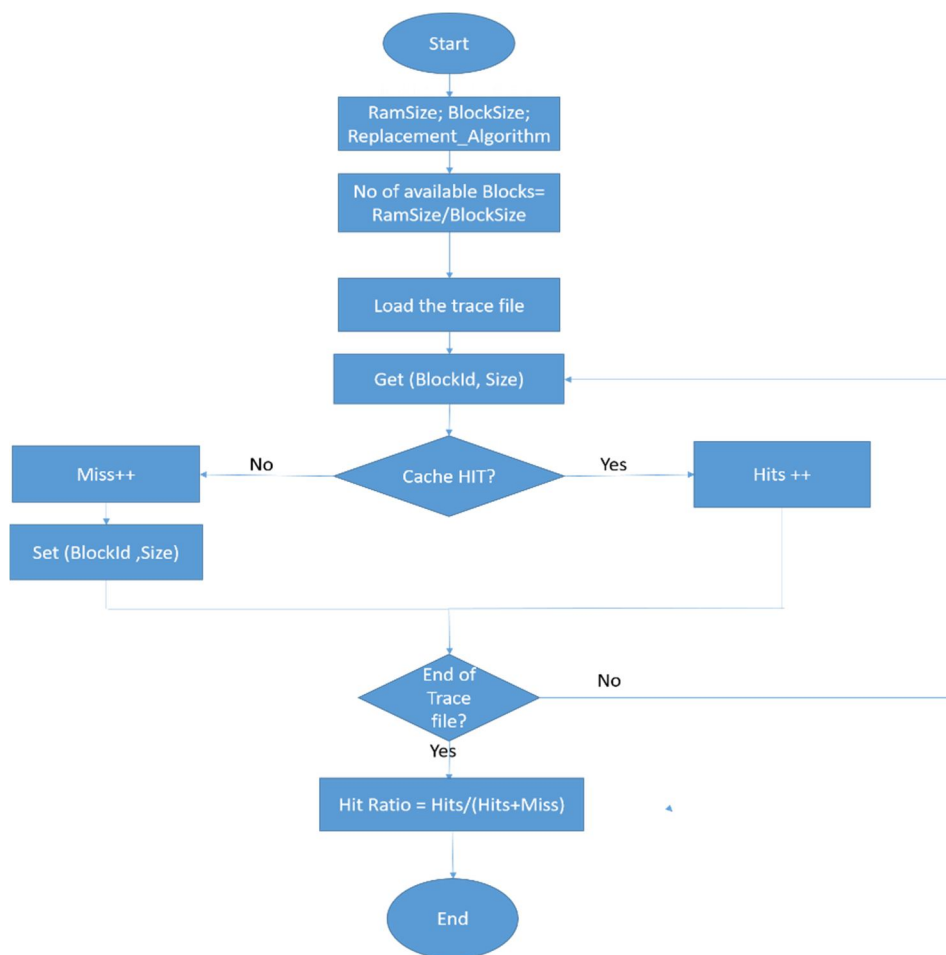 Start
RamSize; BlockSize;
Replacement_Algorithm
No of available Blocks=
RamSize/BlockSize
Load the trace file
Get (BlockId, Size)
Miss++
No
Cache HIT?
Yes
Hits ++
Set (BlockId ,Size)
End of
Trace
file?
No
Yes
Hit Ratio = Hits/(Hits+Miss)
End